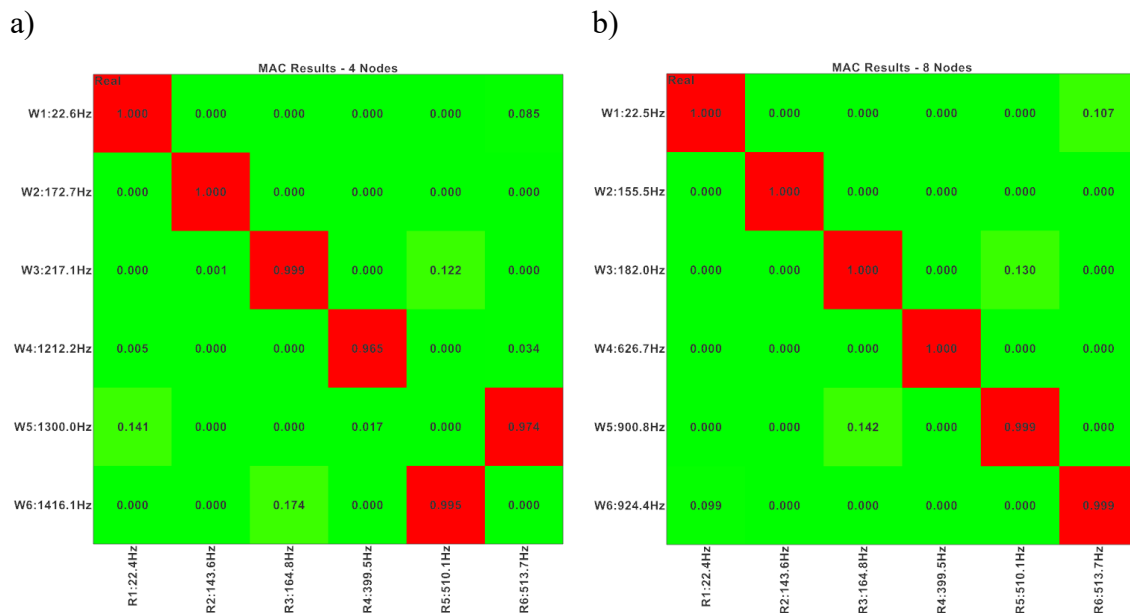 a)
MAC Results - 4 Nodes
Real
W1:22.6Hz 1.000 0.000 0.000 0.000 0.000 0.085
W2:172.7Hz 0.000 1.000 0.000 0.000 0.000 0.000
W3:217.1Hz 0.000 0.001 0.999 0.000 0.122 0.000
W4:1212.2Hz 0.005 0.000 0.000 0.965 0.000 0.034
W5:1300.0Hz 0.141 0.000 0.000 0.017 0.000 0.974
W6:1416.1Hz 0.000 0.000 0.174 0.000 0.995 0.000
R1:22.4Hz
R2:143.6Hz
R3:164.8Hz
R4:399.5Hz
R5:510.1Hz
R6:513.7Hz
b)
MAC Results - 8 Nodes
Real
W1:22.5Hz 1.000 0.000 0.000 0.000 0.000 0.107
W2:155.5Hz 0.000 1.000 0.000 0.000 0.000 0.000
W3:182.0Hz 0.000 0.000 1.000 0.000 0.130 0.000
W4:626.7Hz 0.000 0.000 0.000 1.000 0.000 0.000
W5:900.8Hz 0.000 0.000 0.142 0.000 0.999 0.000
W6:924.4Hz 0.099 0.000 0.000 0.000 0.000 0.999
R1:22.4Hz
R2:143.6Hz
R3:164.8Hz
R4:399.5Hz
R5:510.1Hz
R6:513.7Hz